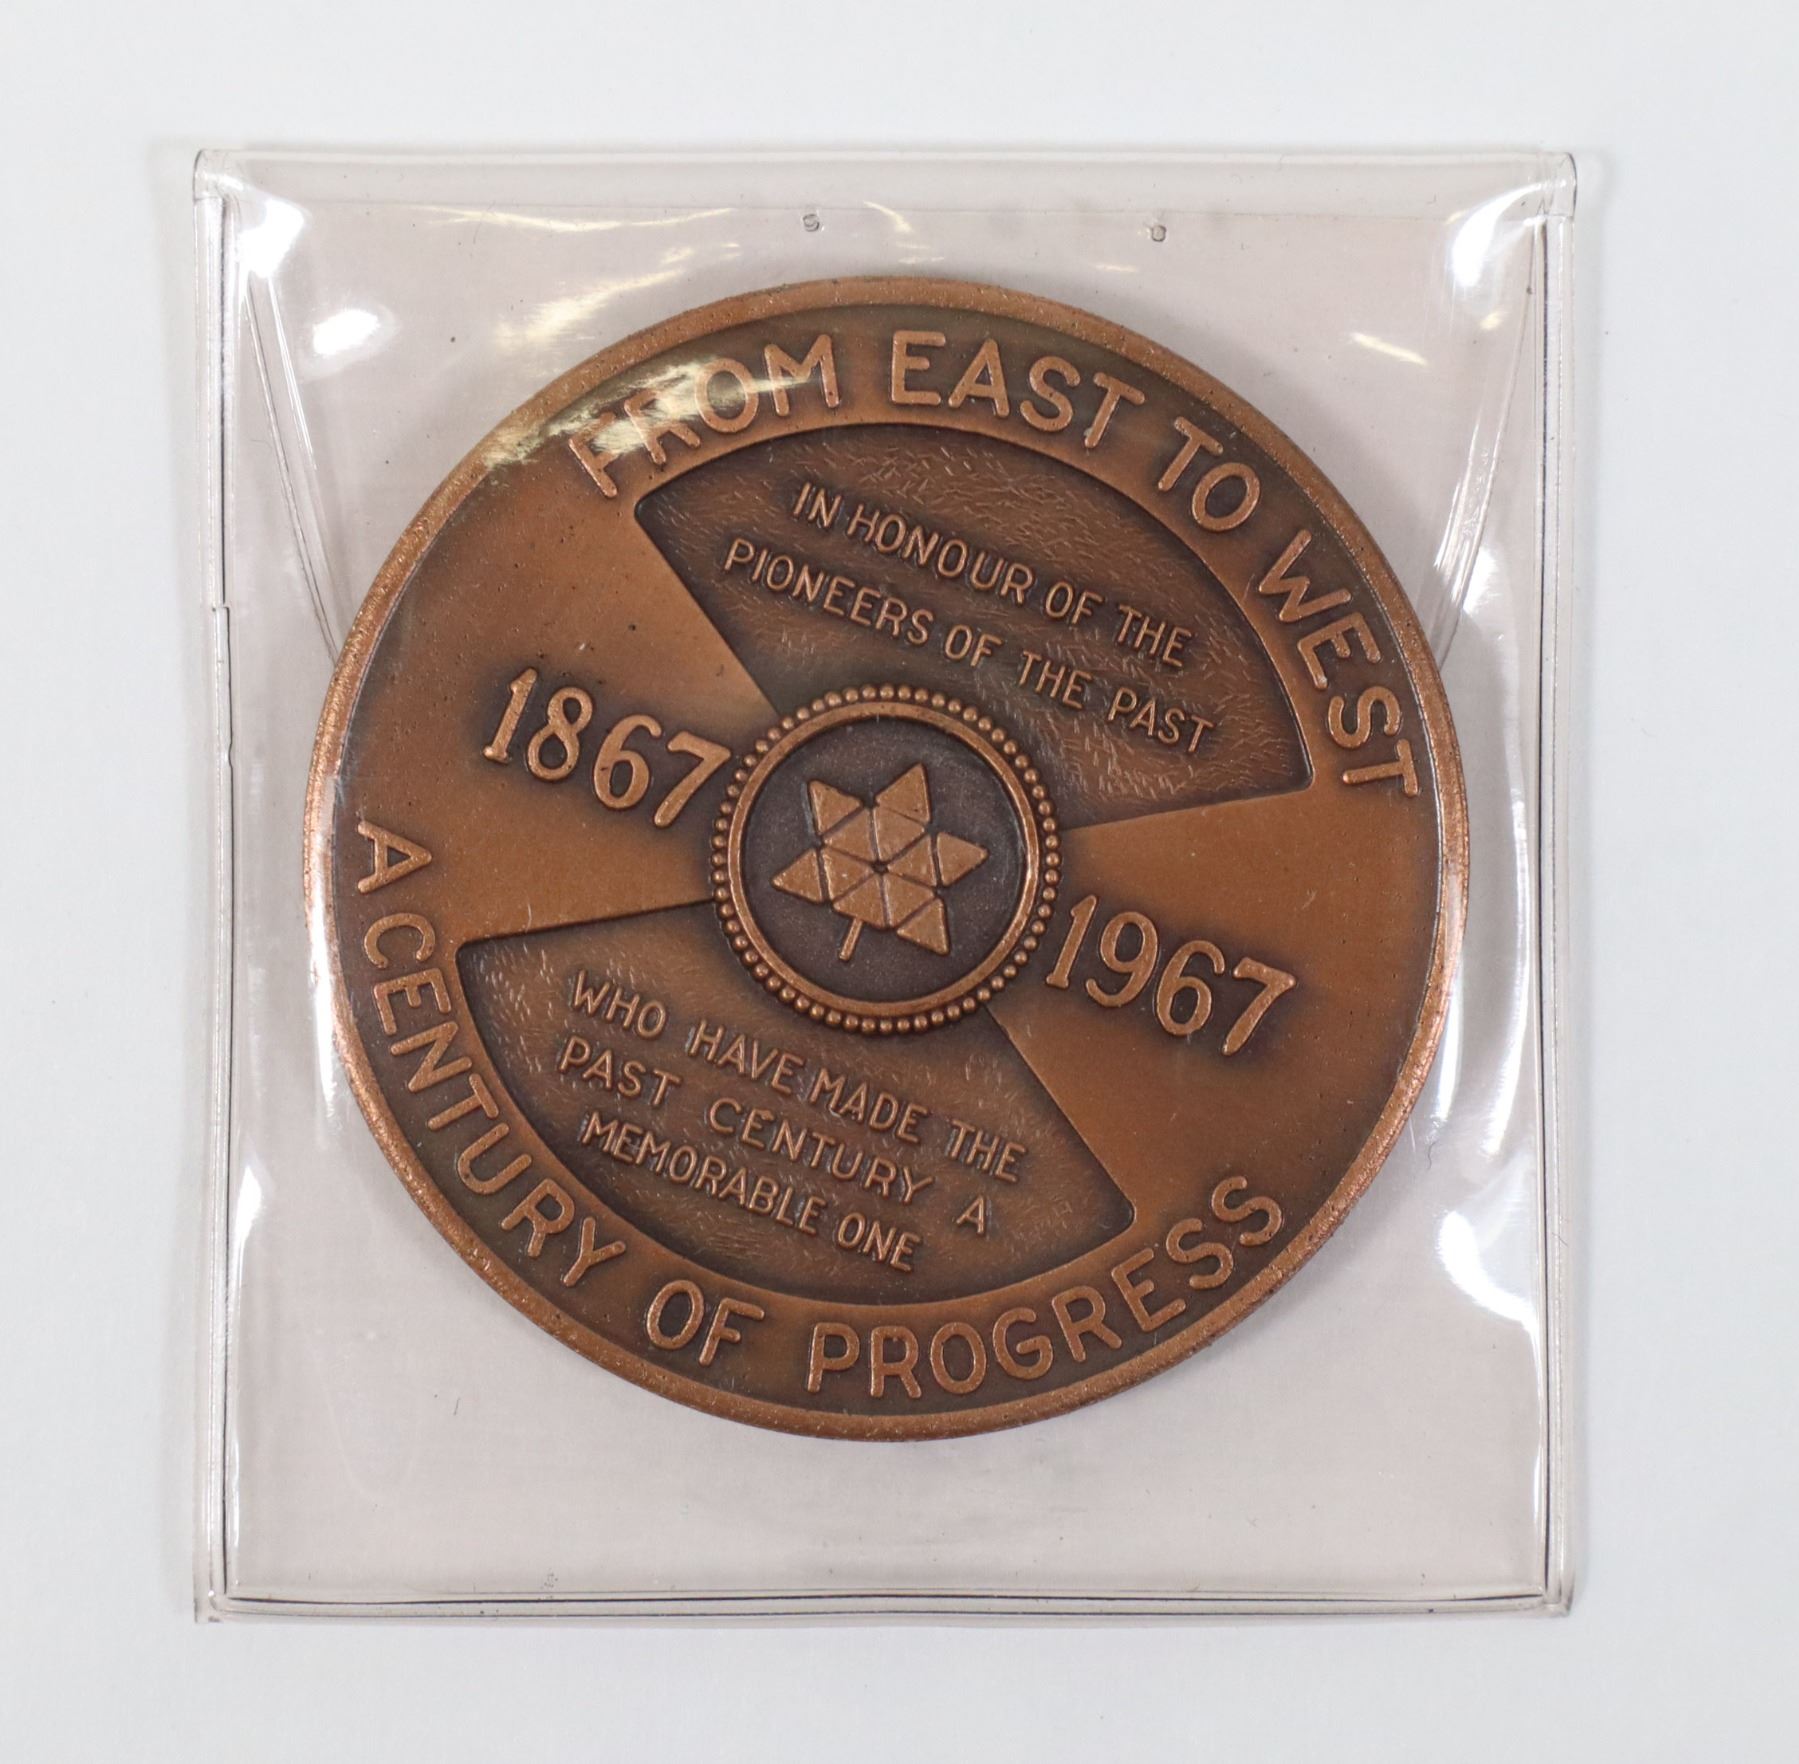 FROM EAST TO WEST
IN HONOUR OF THE
PIONEERS OF THE PAST
1867
1967
WHO HAVE MADE THE
PAST CENTURY A
MEMORABLE ONE
A CENTURY OF PROGRESS